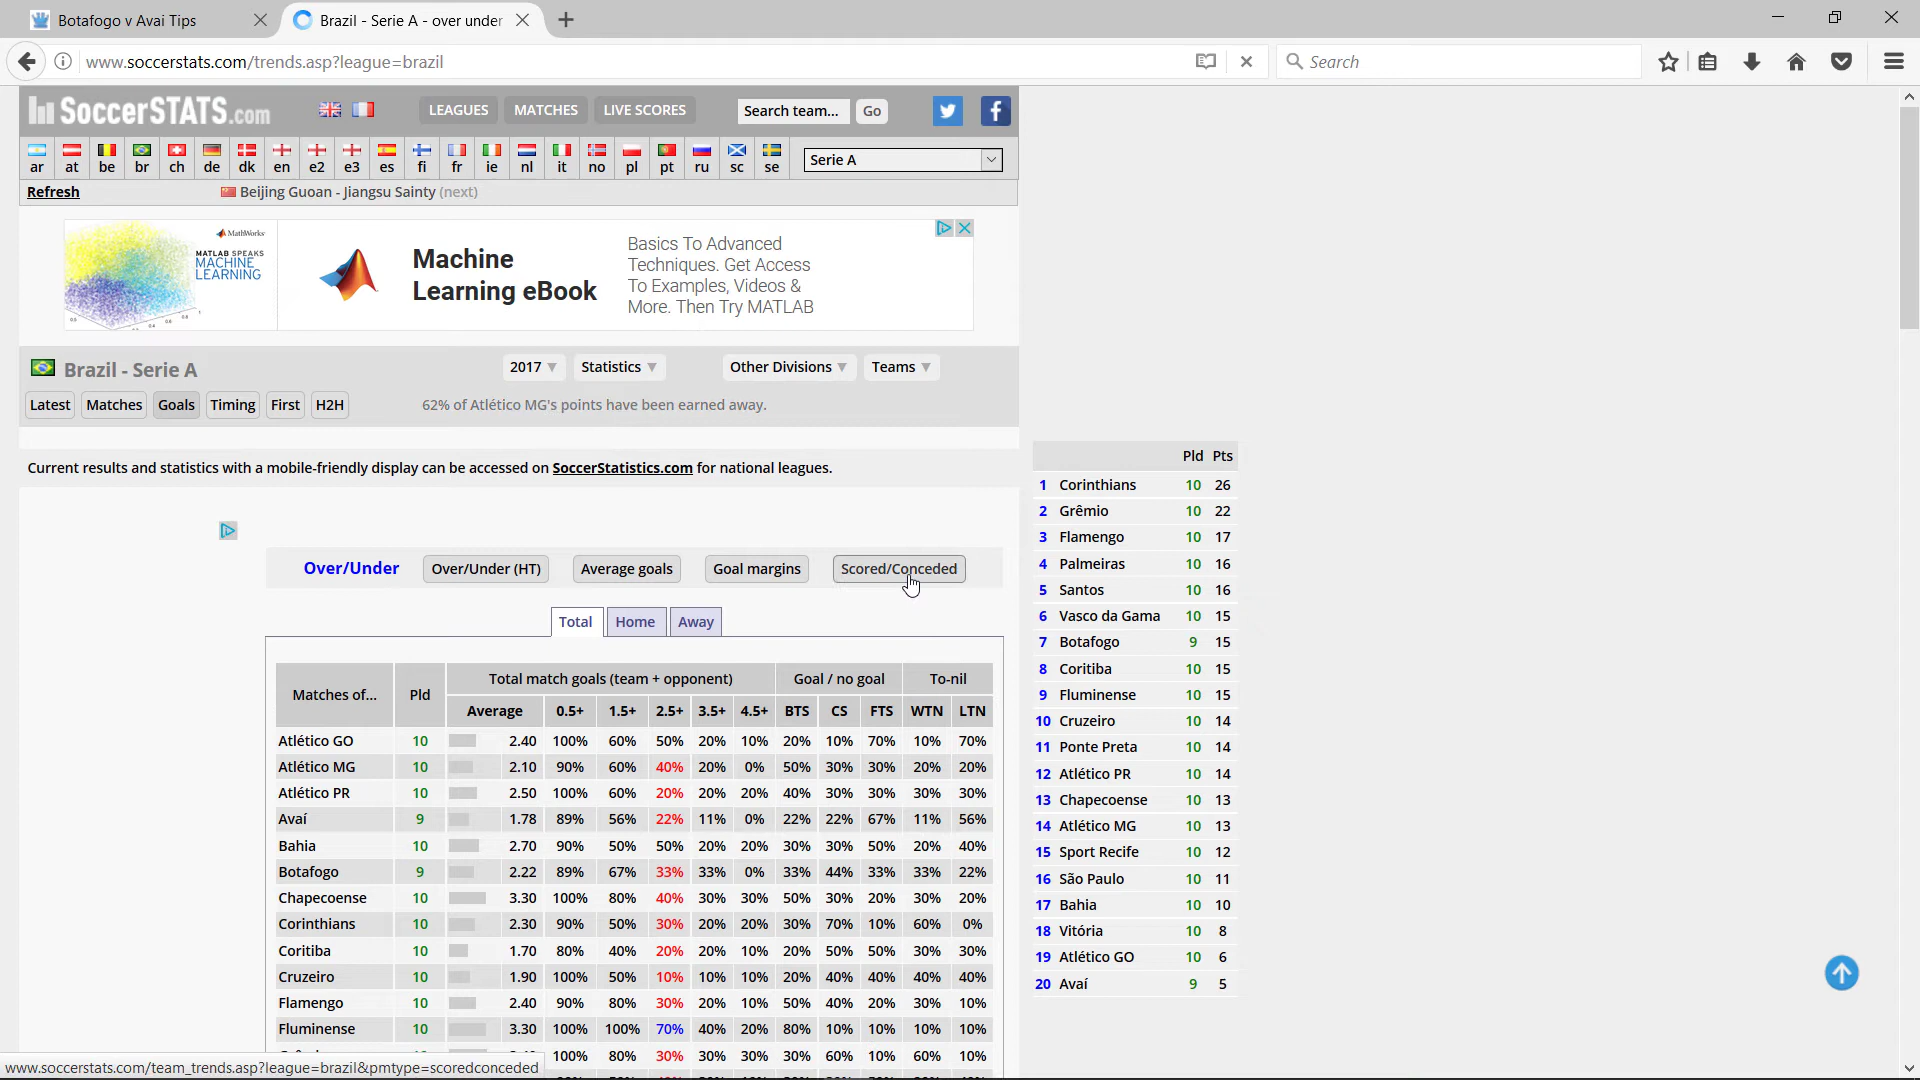 Botafogo v Avai Tips
Brazil - Serie A - over under
www.soccerstats.com/trends.asp?league=brazil
Search
SoccerSTATS.com
LEAGUES MATCHES LIVE SCORES
Search team... Go
ar at be br ch de dk en e2 e3 es fi fr ie nl it no pl pt ru sc se
Serie A
Refresh
Beijing Guoan - Jiangsu Sainty (next)
MathWorks
MATLAB SPEAKS
MACHINE
LEARNING
Machine
Learning eBook
Basics To Advanced
Techniques. Get Access
To Examples, Videos &
More. Then Try MATLAB
Brazil - Serie A
2017 ▼ Statistics ▼ Other Divisions ▼ Teams ▼
Latest Matches Goals Timing First H2H
62% of Atlético MG's points have been earned away.
Current results and statistics with a mobile-friendly display can be accessed on SoccerStatistics.com for national leagues.
Over/Under Over/Under (HT) Average goals Goal margins Scored/Conceded
Total Home Away
Matches of... Pld Total match goals (team + opponent) Goal / no goal To-nil
Average 0.5+ 1.5+ 2.5+ 3.5+ 4.5+ BTS CS FTS WTN LTN
Atlético GO 10 2.40 100% 60% 50% 20% 10% 20% 10% 70% 10% 70%
Atlético MG 10 2.10 90% 60% 40% 20% 0% 50% 30% 30% 20% 20%
Atlético PR 10 2.50 100% 60% 20% 20% 20% 40% 30% 30% 30% 30%
Avaí 9 1.78 89% 56% 22% 11% 0% 22% 22% 67% 11% 56%
Bahia 10 2.70 90% 50% 50% 20% 20% 30% 30% 50% 20% 40%
Botafogo 9 2.22 89% 67% 33% 33% 0% 33% 44% 33% 33% 22%
Chapecoense 10 3.30 100% 80% 40% 30% 30% 50% 30% 20% 30% 20%
Corinthians 10 2.30 90% 50% 30% 20% 20% 30% 70% 10% 60% 0%
Coritiba 10 1.70 80% 40% 20% 20% 10% 20% 50% 50% 30% 30%
Cruzeiro 10 1.90 100% 50% 10% 10% 10% 20% 40% 40% 40% 40%
Flamengo 10 2.40 90% 80% 30% 20% 10% 50% 40% 20% 30% 10%
Fluminense 10 3.30 100% 100% 70% 40% 20% 80% 10% 10% 10% 10%
100% 80% 30% 30% 30% 30% 60% 10% 60% 10%
Pld Pts
1 Corinthians 10 26
2 Grêmio 10 22
3 Flamengo 10 17
4 Palmeiras 10 16
5 Santos 10 16
6 Vasco da Gama 10 15
7 Botafogo 9 15
8 Coritiba 10 15
9 Fluminense 10 15
10 Cruzeiro 10 14
11 Ponte Preta 10 14
12 Atlético PR 10 14
13 Chapecoense 10 13
14 Atlético MG 10 13
15 Sport Recife 10 12
16 São Paulo 10 11
17 Bahia 10 10
18 Vitória 10 8
19 Atlético GO 10 6
20 Avaí 9 5
www.soccerstats.com/team_trends.asp?league=brazil&pmtype=scoredconceded